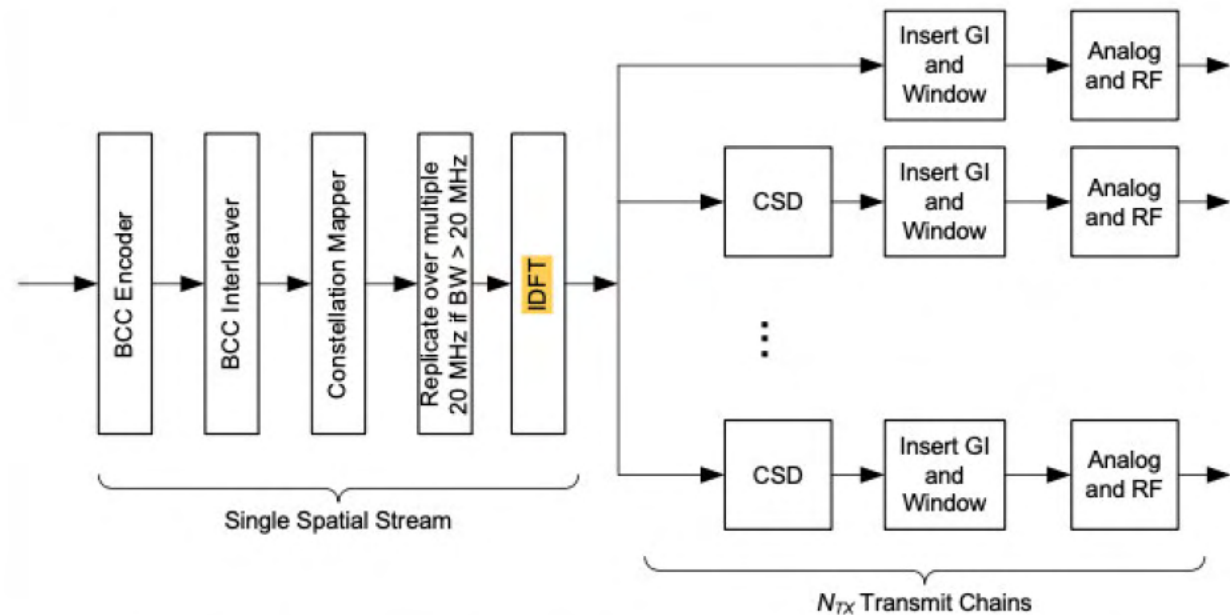 BCC Encoder
BCC Interleaver
Constellation Mapper
Replicate over multiple
20 MHz if BW > 20 MHz
IDFT
Single Spatial Stream
Insert GI
and
Window
Analog
and RF
CSD
Insert GI
and
Window
Analog
and RF
CSD
Insert GI
and
Window
Analog
and RF
N_TX Transmit Chains